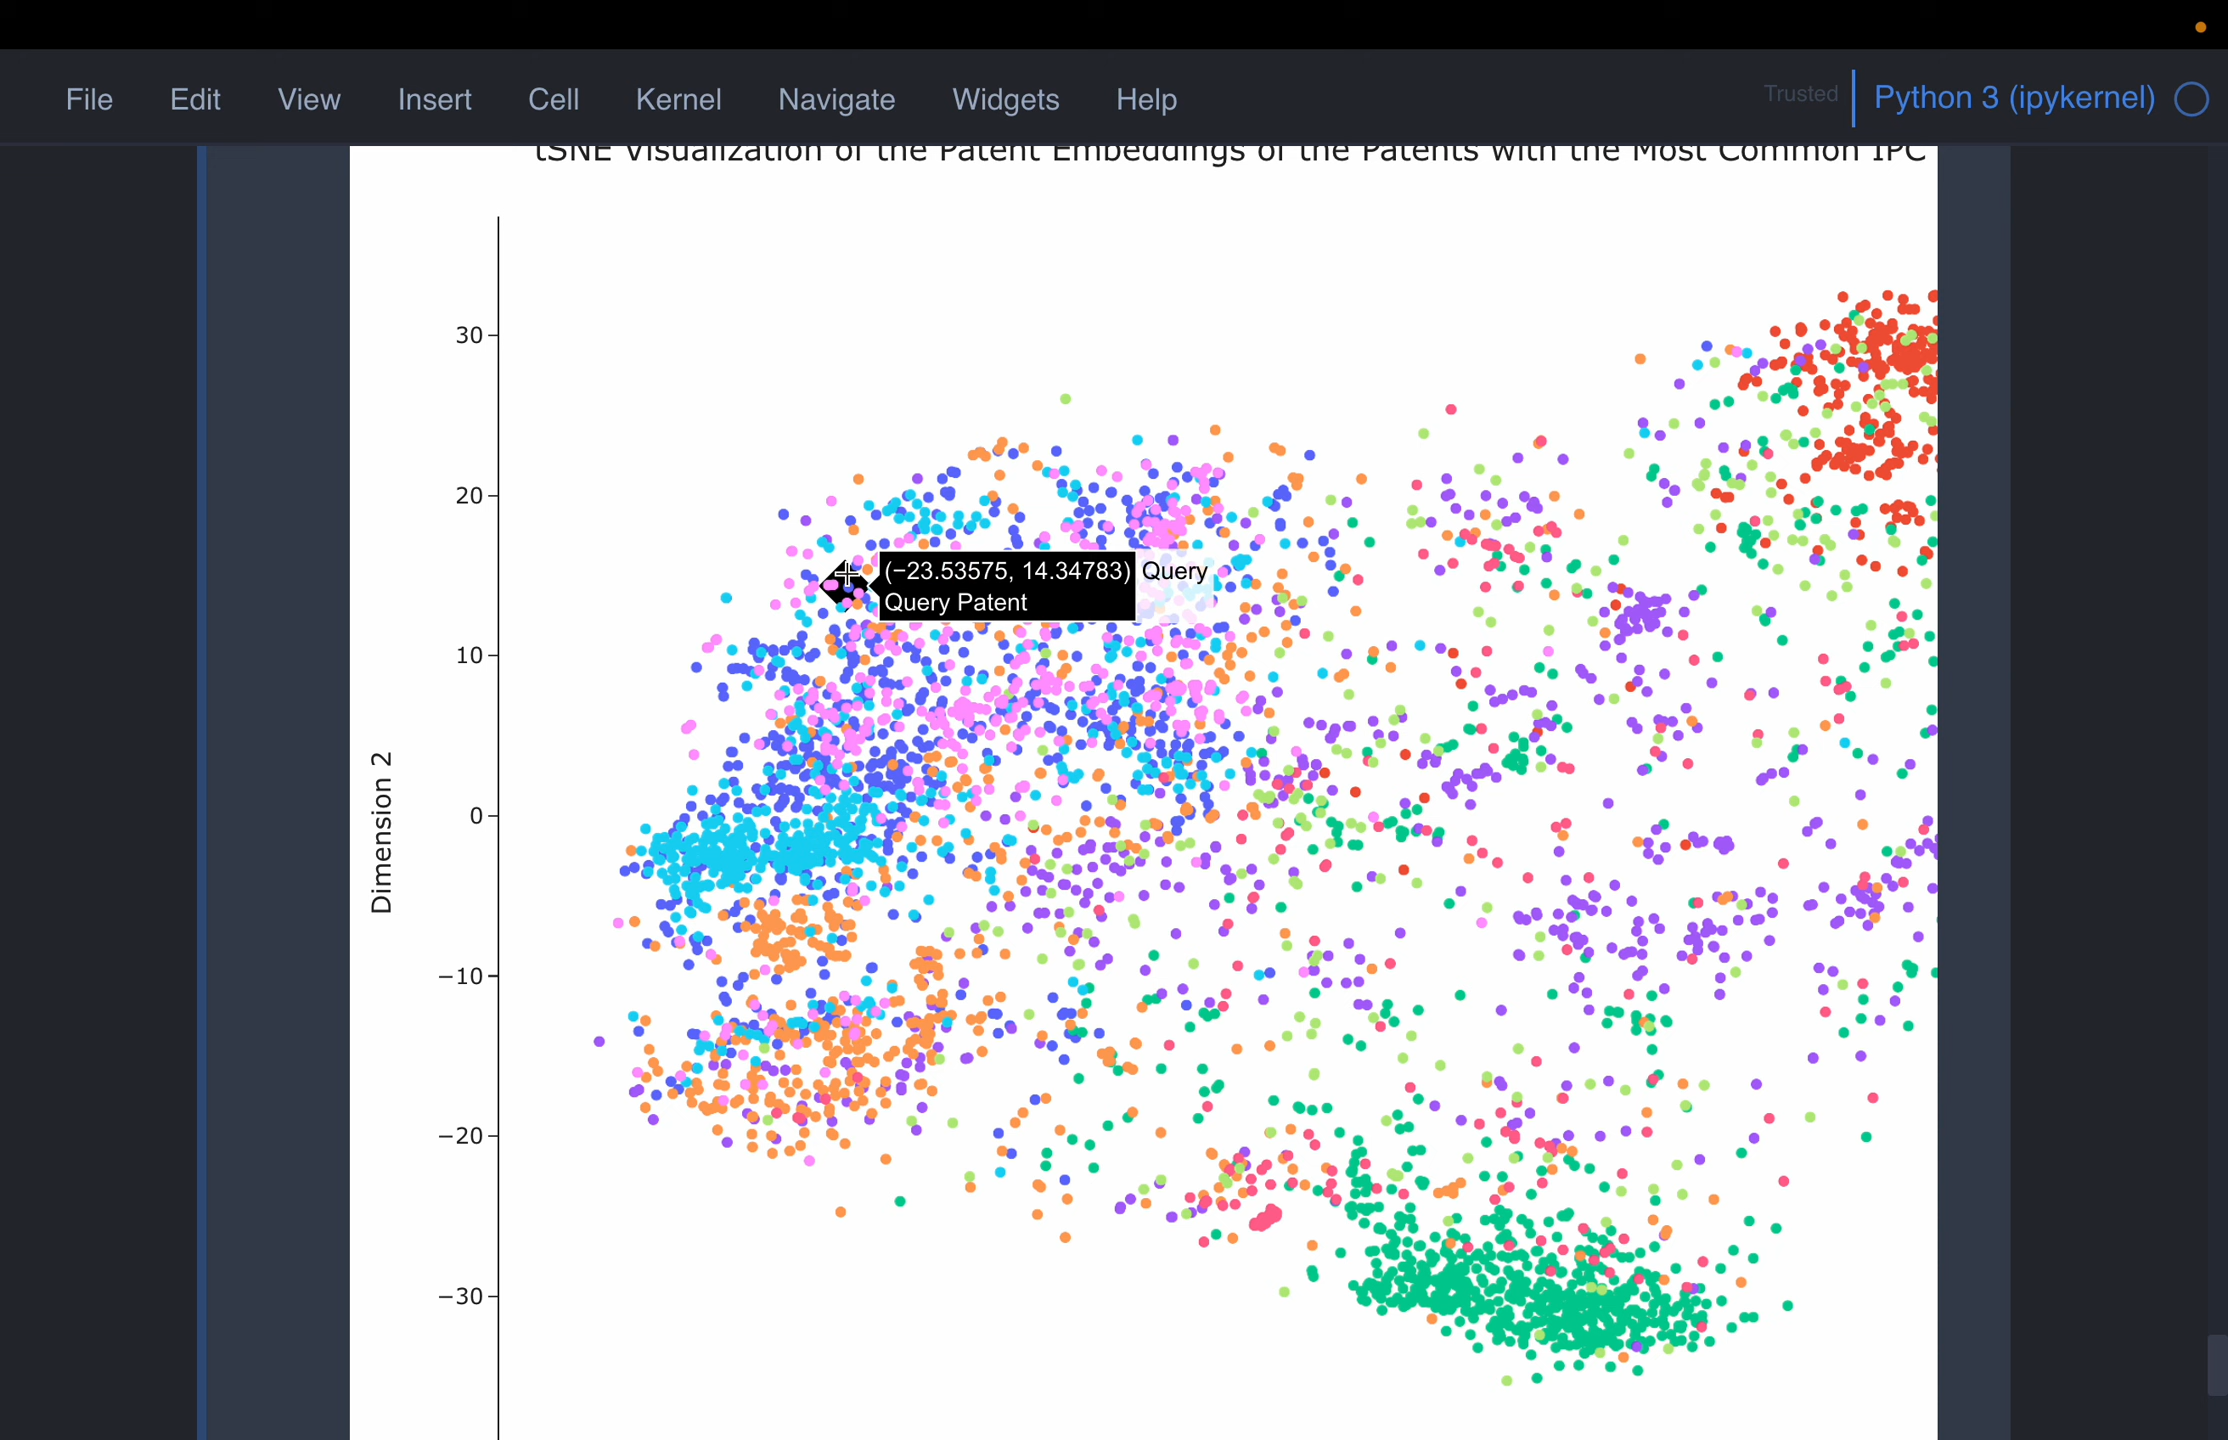 File Edit View Insert Cell Kernel Navigate Widgets Help Trusted Python 3 (ipykernel)
tSNE Visualization of the Patent Embeddings of the Patents with the Most Common IPC
30
20
(−23.53575, 14.34783) Query
Query Patent
10
Dimension 2
0
−10
−20
−30